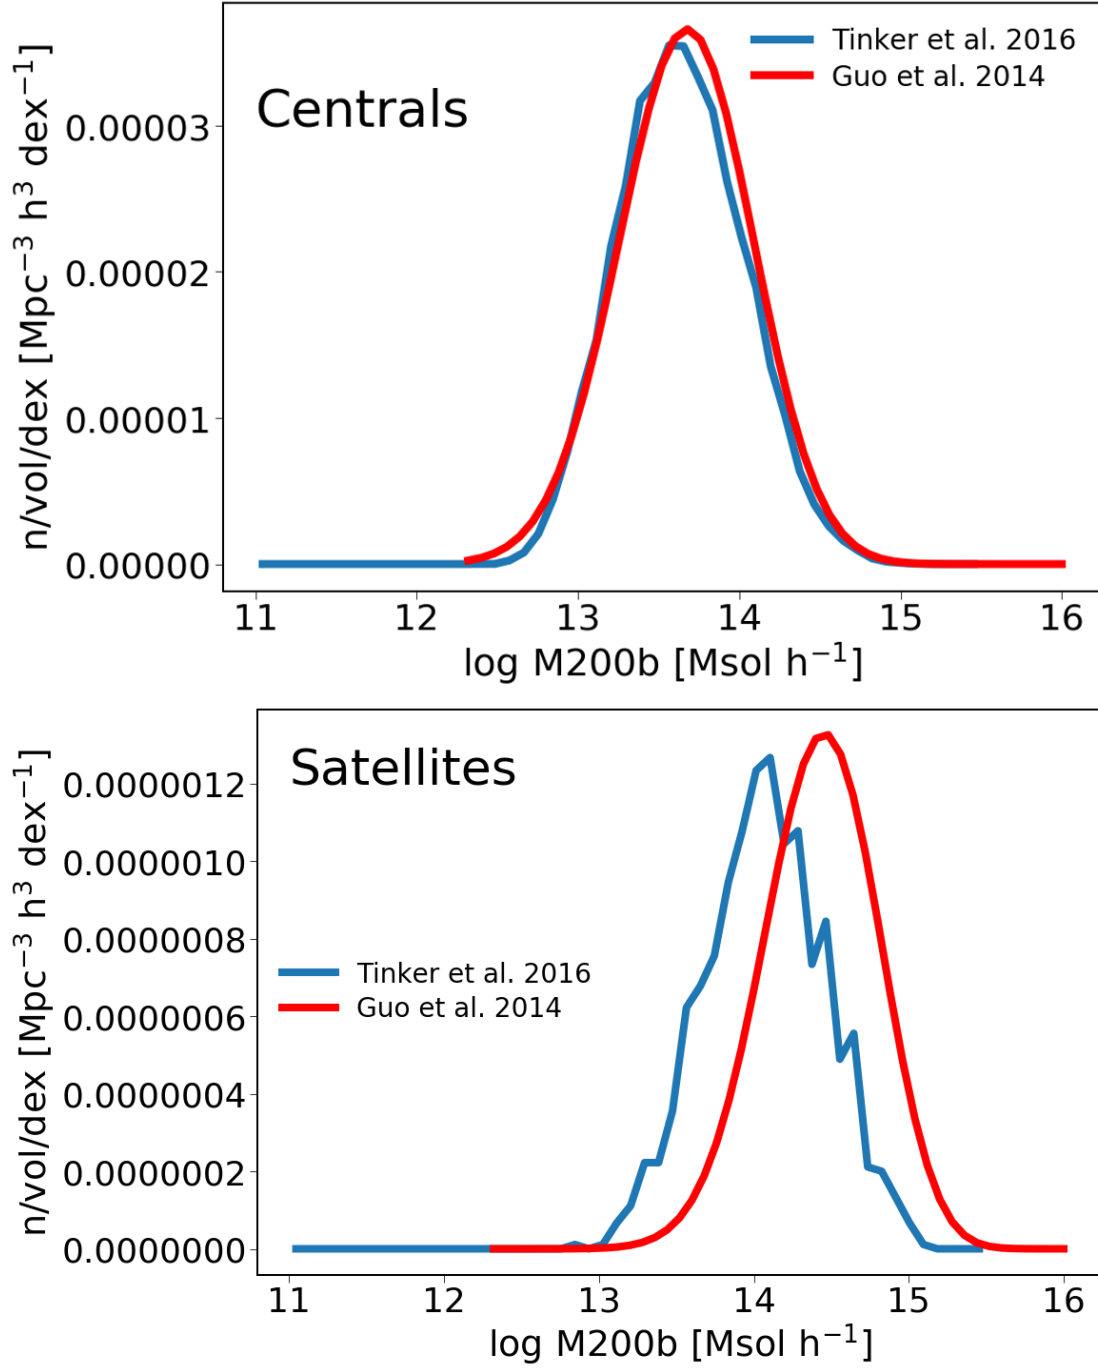 Centrals
Tinker et al. 2016
Guo et al. 2014
n/vol/dex [Mpc⁻³ h³ dex⁻¹]
0.00003
0.00002
0.00001
0.00000
11 12 13 14 15 16
log M200b [Msol h⁻¹]
Satellites
Tinker et al. 2016
Guo et al. 2014
n/vol/dex [Mpc⁻³ h³ dex⁻¹]
0.0000012
0.0000010
0.0000008
0.0000006
0.0000004
0.0000002
0.0000000
11 12 13 14 15 16
log M200b [Msol h⁻¹]